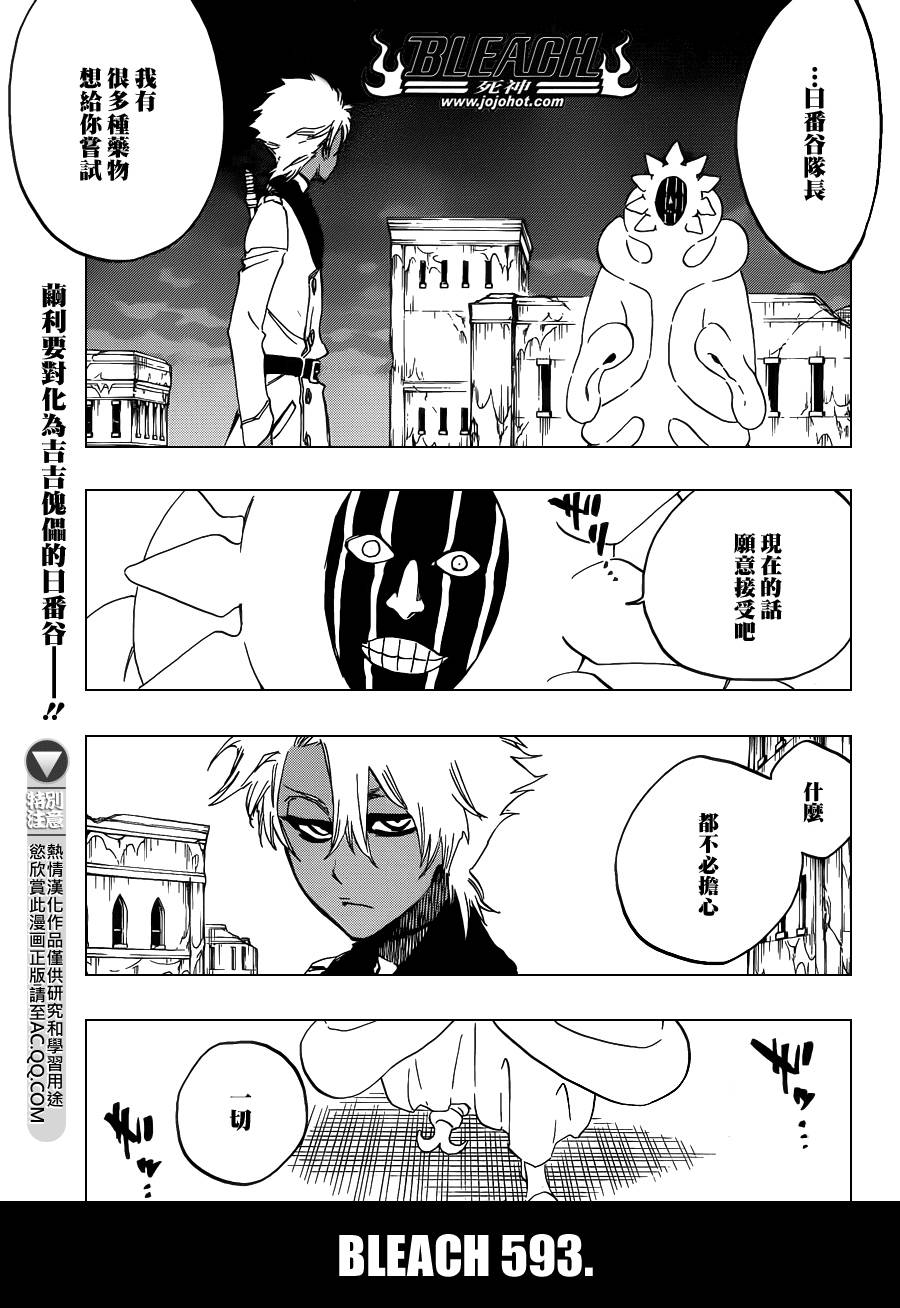 BLEACH
死神
www.jojohot.com
…日番谷隊長
我有
很多種藥物
想給你嘗試
繭利要對化為吉吉傀儡的日番谷——!!
現在的話
願意接受吧
什麼
都不必擔心
一切
特別
注意
熱情漢化作品僅供研究和學習用途
慾欣賞此漫画正版請至AC.QQ.COM
BLEACH 593.